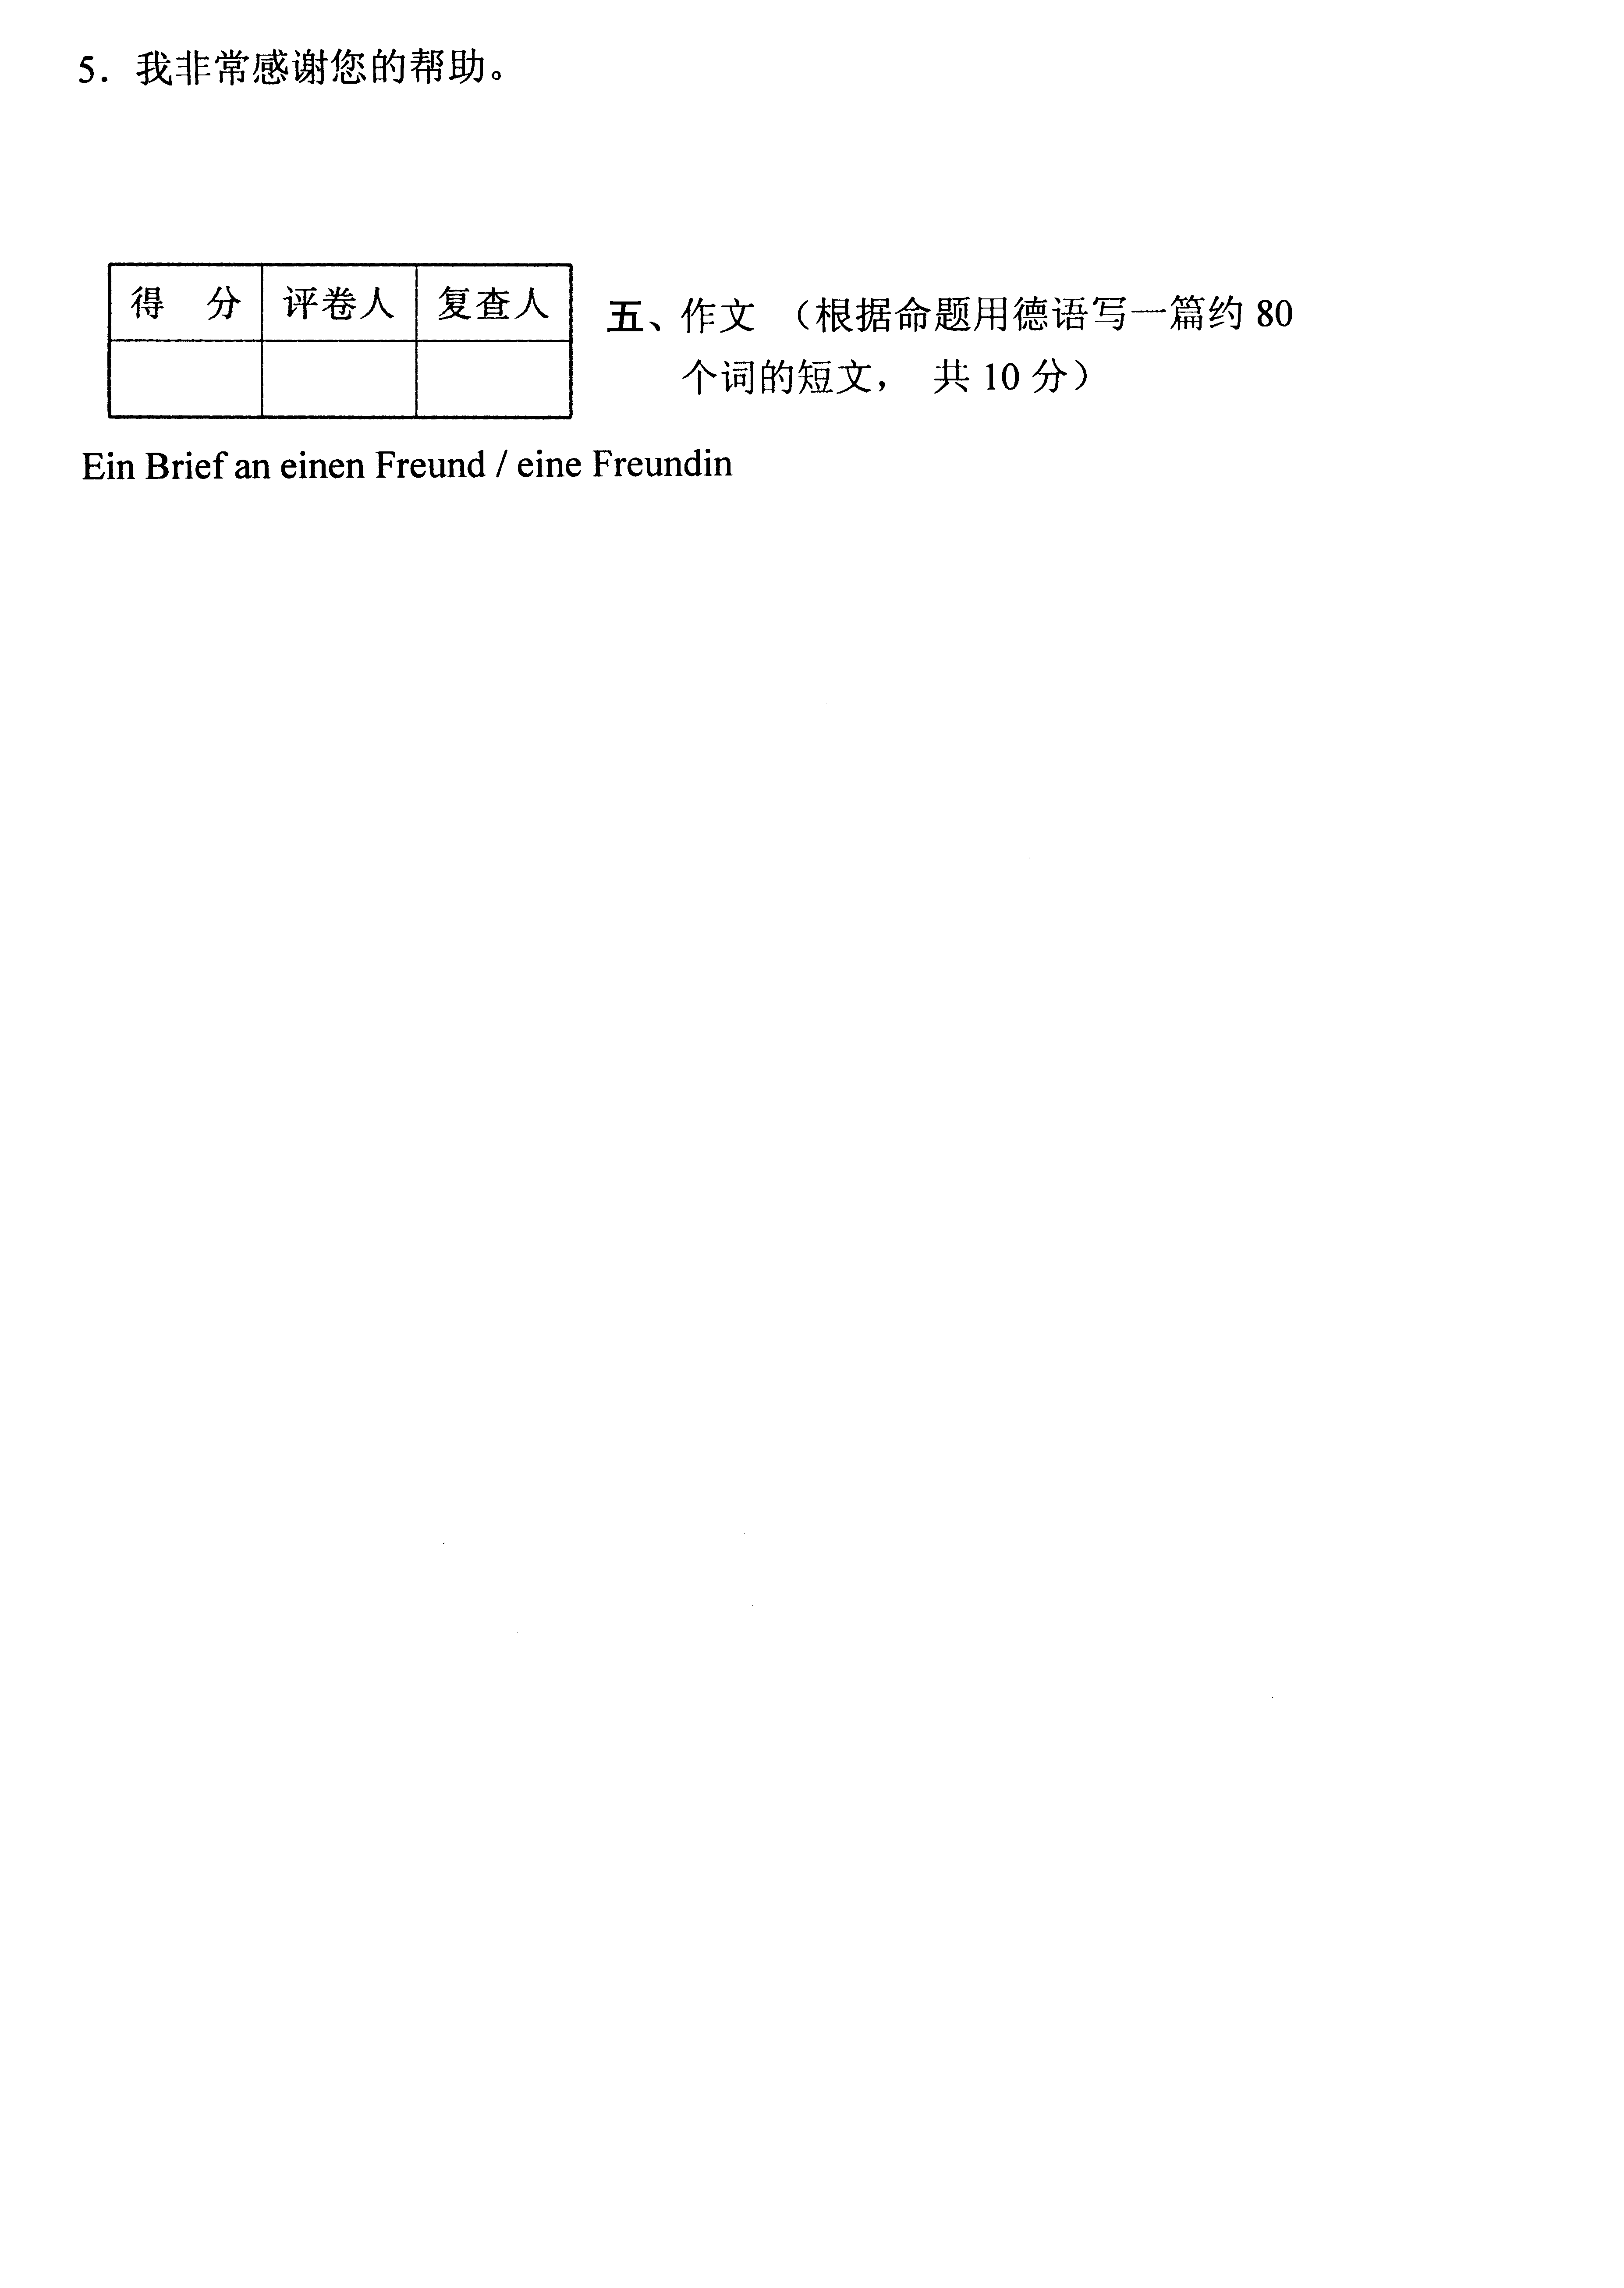 5. 我非常感谢您的帮助。
得 分 评卷人 复查人
五、作文 （根据命题用德语写一篇约 80
个词的短文， 共 10 分）
Ein Brief an einen Freund / eine Freundin